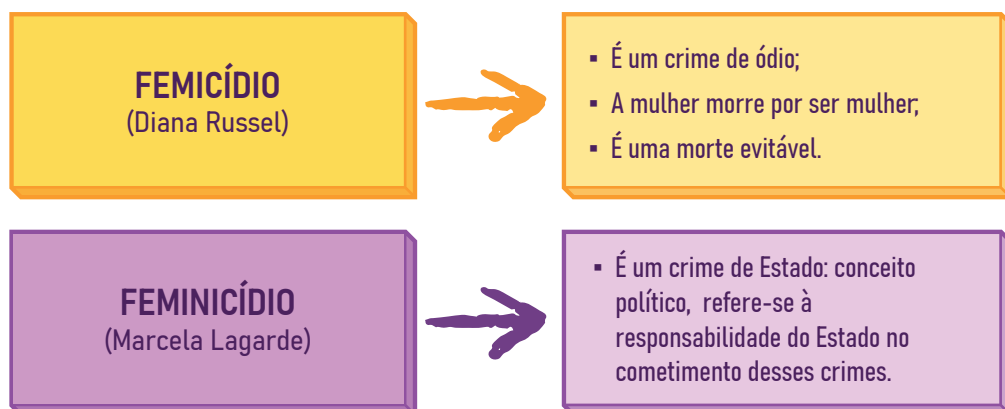 FEMICÍDIO
(Diana Russel)
▪ É um crime de ódio;
▪ A mulher morre por ser mulher;
▪ É uma morte evitável.
FEMINICÍDIO
(Marcela Lagarde)
▪ É um crime de Estado: conceito
político, refere-se à
responsabilidade do Estado no
cometimento desses crimes.